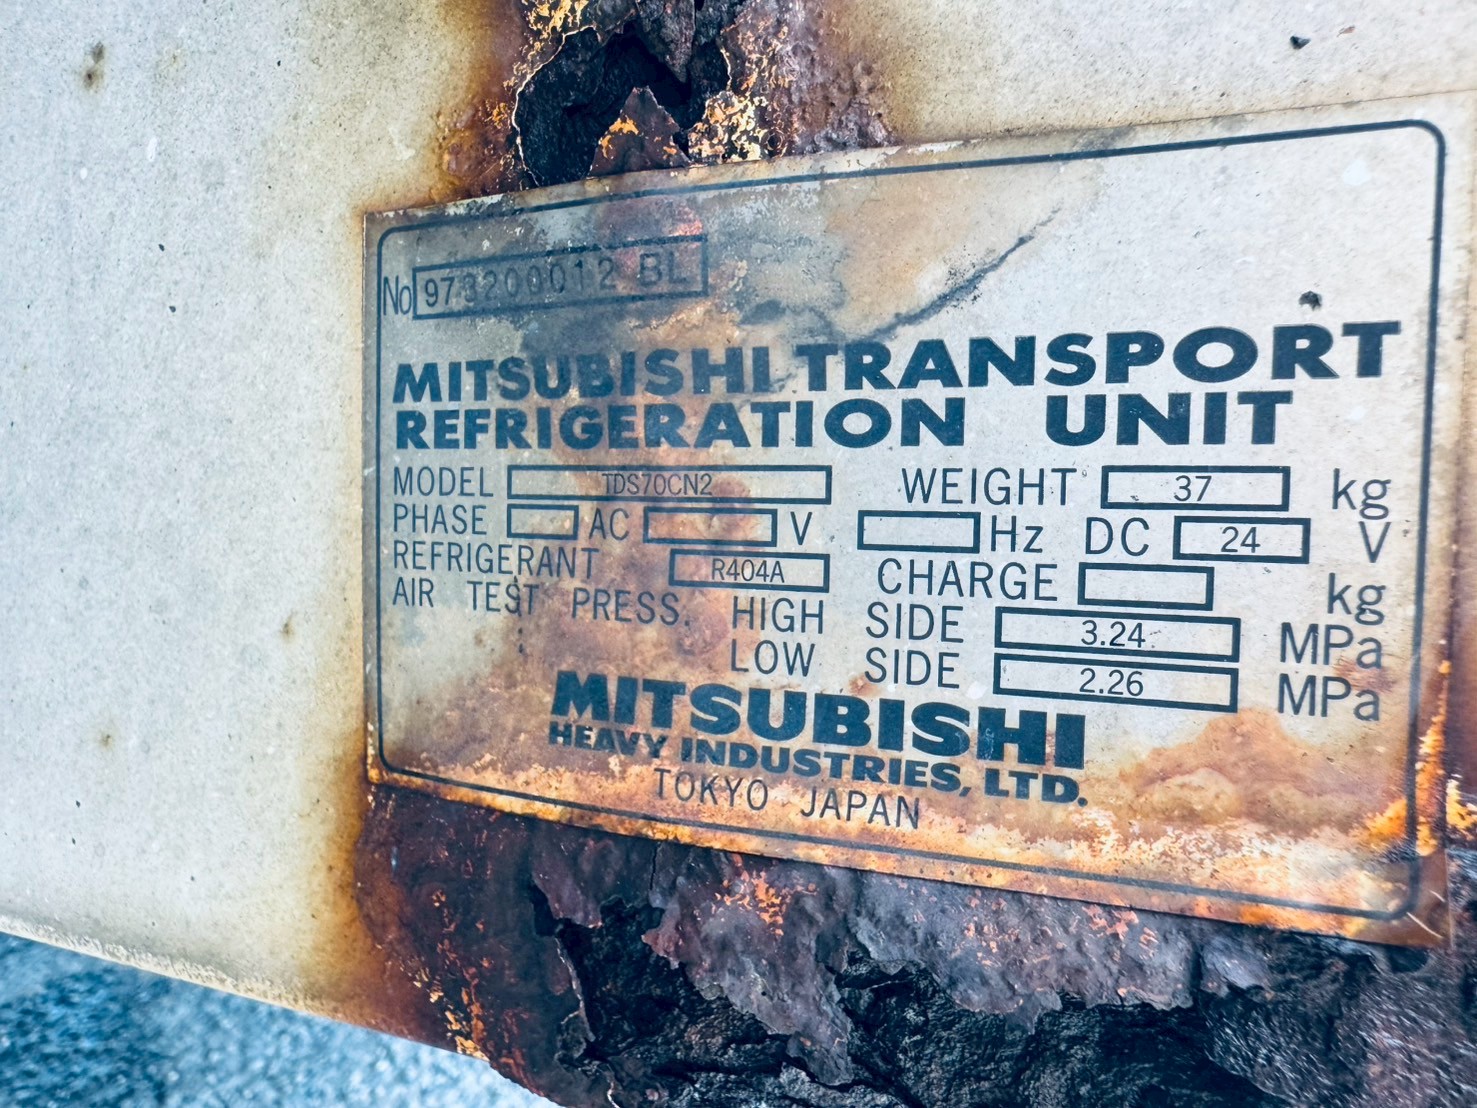 No 973200012 BL
MITSUBISHI TRANSPORT
REFRIGERATION UNIT
MODEL TDS70CN2 WEIGHT 37 kg
PHASE AC V Hz DC 24 V
REFRIGERANT R404A CHARGE kg
AIR TEST PRESS. HIGH SIDE 3.24 MPa
LOW SIDE 2.26 MPa
MITSUBISHI
HEAVY INDUSTRIES, LTD.
TOKYO JAPAN